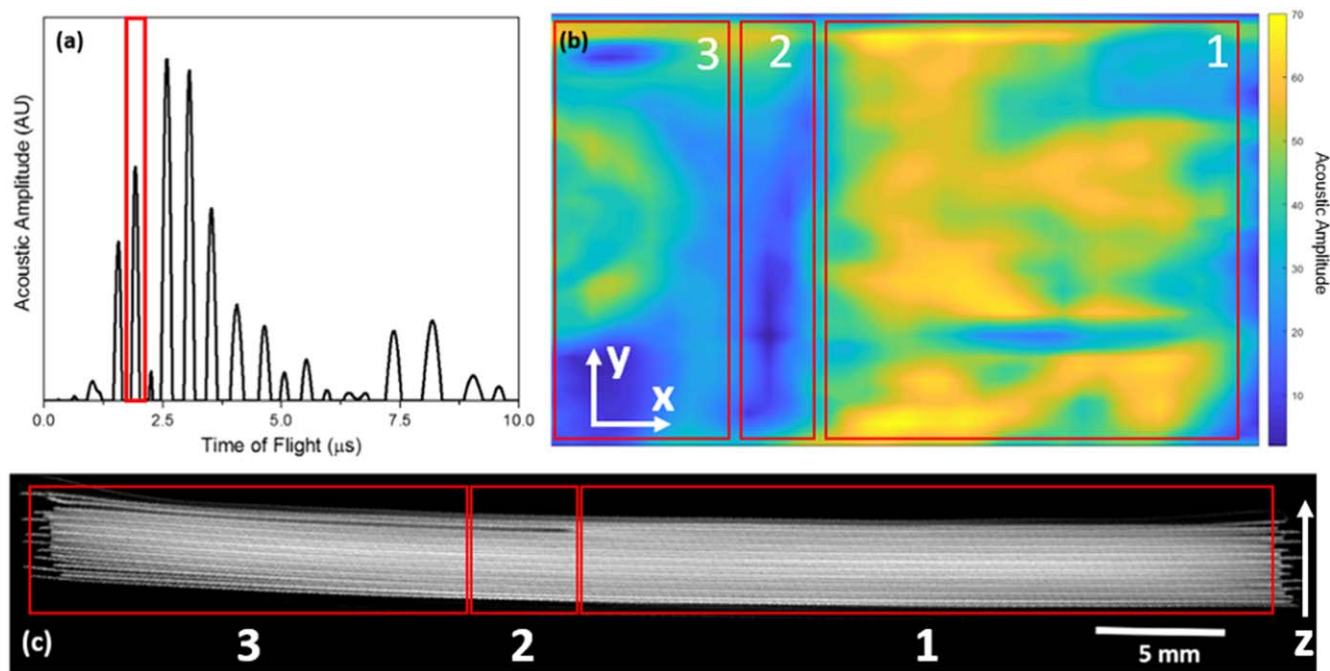 (a)
Acoustic Amplitude (AU)
0.0 2.5 5.0 7.5 10.0
Time of Flight (μs)
(b)
3 2 1
y
x
70
60
50
40
30
20
10
Acoustic Amplitude
(c)
3 2 1
5 mm
z